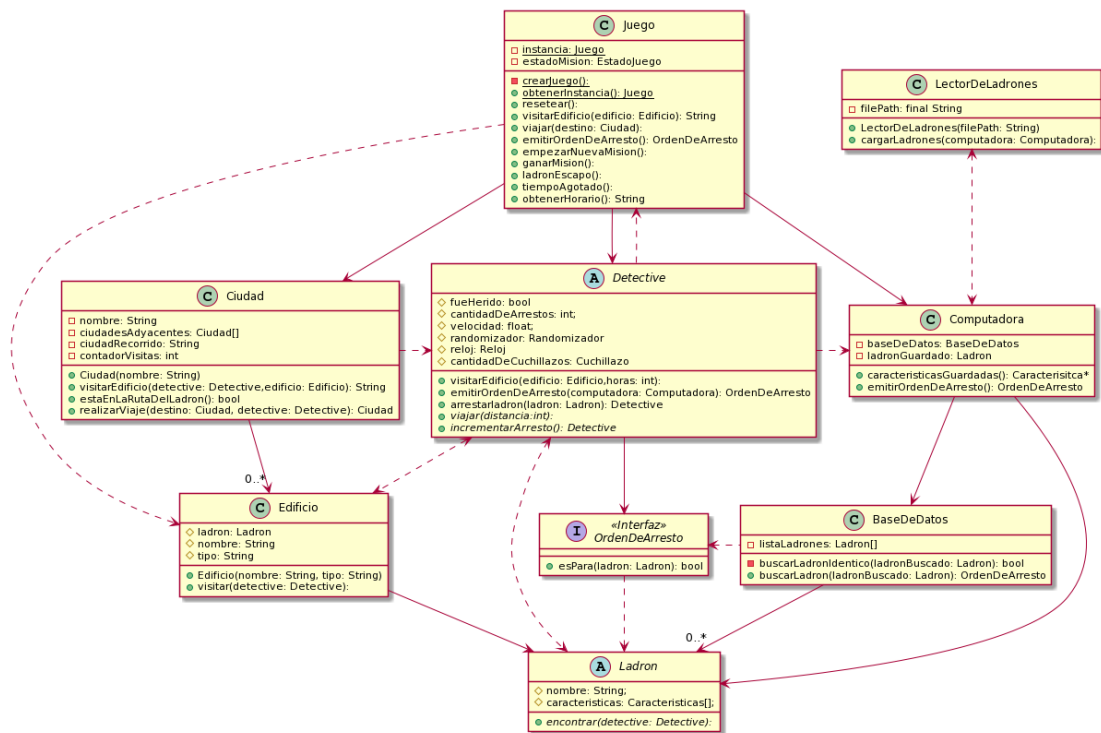 C Juego
instancia: Juego
estadoMision: EstadoJuego
crearJuego():
obtenerInstancia(): Juego
resetear():
visitarEdificio(edificio: Edificio): String
viajar(destino: Ciudad):
emitirOrdenDeArresto(): OrdenDeArresto
empezarNuevaMision():
ganarMision():
ladronEscapo():
tiempoAgotado():
obtenerHorario(): String
C LectorDeLadrones
filePath: final String
LectorDeLadrones(filePath: String)
cargarLadrones(computadora: Computadora):
C Ciudad
nombre: String
ciudadesAdyacentes: Ciudad[]
ciudadRecorrido: String
contadorVisitas: int
Ciudad(nombre: String)
visitarEdificio(detective: Detective,edificio: Edificio): String
estaEnLaRutaDelLadron(): bool
realizarViaje(destino: Ciudad, detective: Detective): Ciudad
A Detective
fueHerido: bool
cantidadDeArrestos: int;
velocidad: float;
randomizador: Randomizador
reloj: Reloj
cantidadDeCuchillazos: Cuchillazo
visitarEdificio(edificio: Edificio,horas: int):
emitirOrdenDeArresto(computadora: Computadora): OrdenDeArresto
arrestarladron(ladron: Ladron): Detective
viajar(distancia:int):
incrementarArresto(): Detective
C Computadora
baseDeDatos: BaseDeDatos
ladronGuardado: Ladron
caracteristicasGuardadas(): Caracterisitca*
emitirOrdenDeArresto(): OrdenDeArresto
0..*
C Edificio
ladron: Ladron
nombre: String
tipo: String
Edificio(nombre: String, tipo: String)
visitar(detective: Detective):
I «Interfaz»
OrdenDeArresto
esPara(ladron: Ladron): bool
C BaseDeDatos
listaLadrones: Ladron[]
buscarLadronIdentico(ladronBuscado: Ladron): bool
buscarLadron(ladronBuscado: Ladron): OrdenDeArresto
0..*
A Ladron
nombre: String;
caracteristicas: Caracteristicas[];
encontrar(detective: Detective):